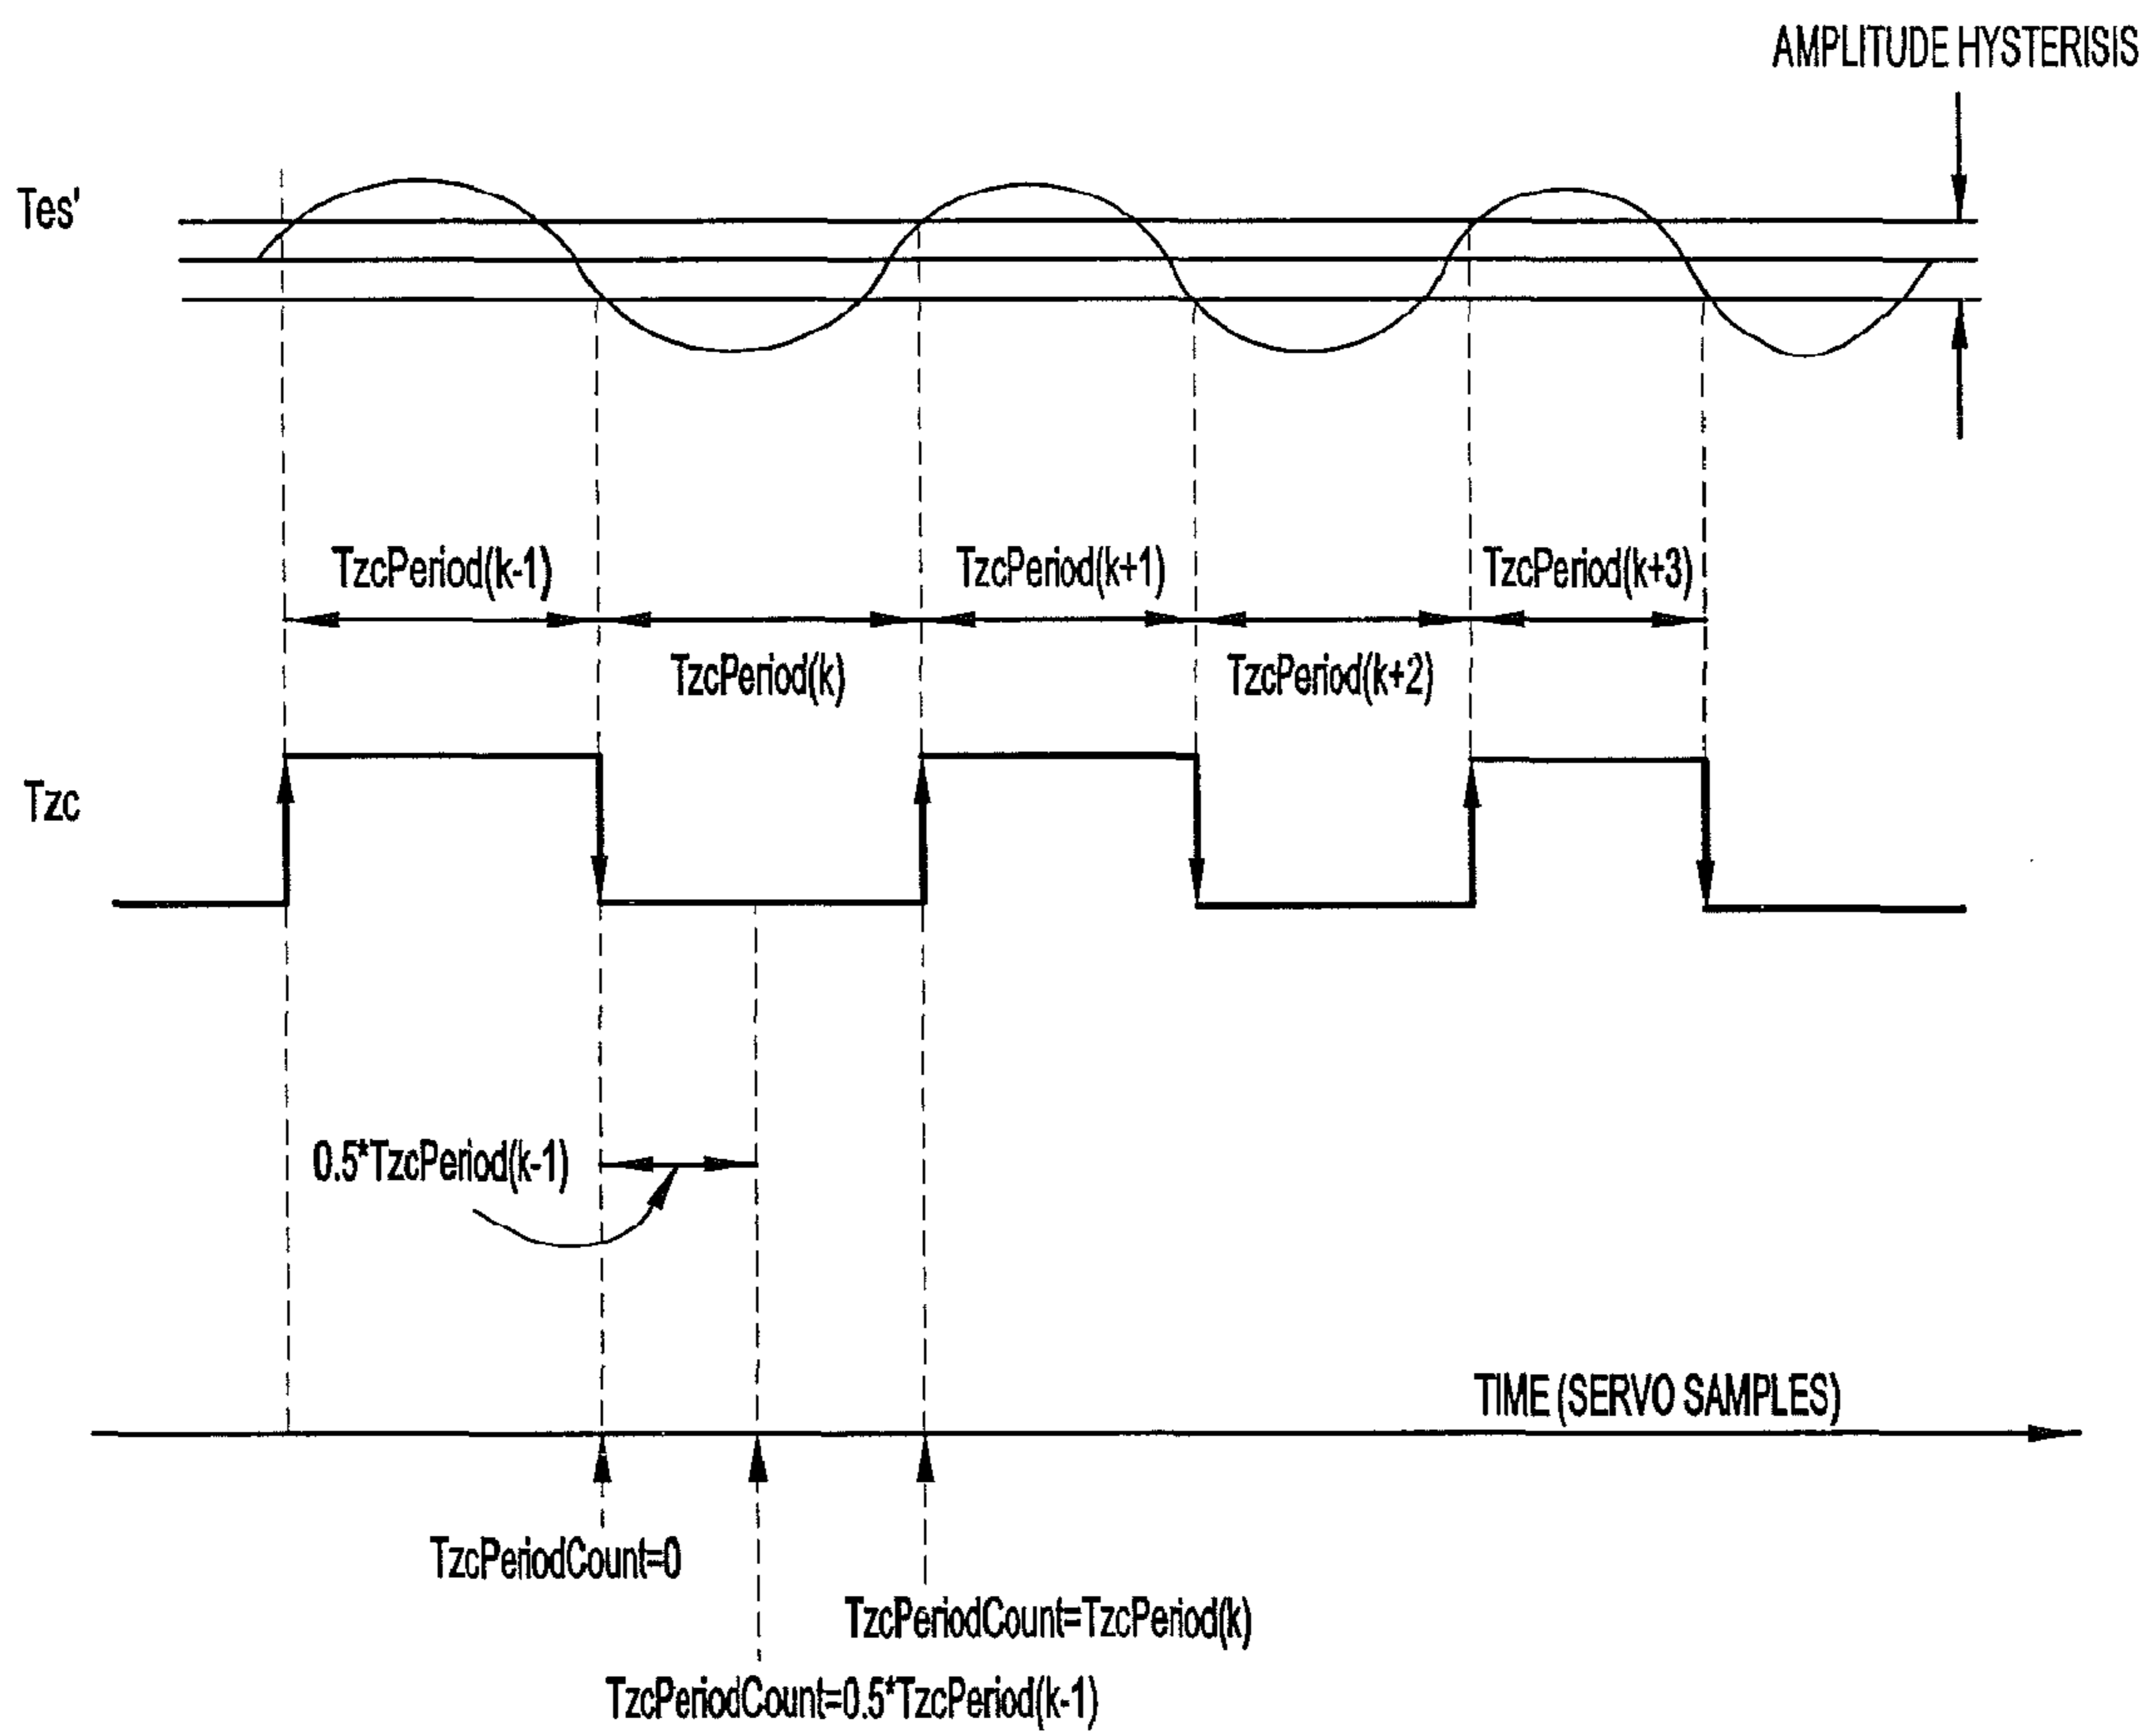 AMPLITUDE HYSTERISIS
Tes'
TzcPeriod(k-1)
TzcPeriod(k+1)
TzcPeriod(k+3)
TzcPeriod(k)
TzcPeriod(k+2)
Tzc
0.5*TzcPeriod(k-1)
TIME (SERVO SAMPLES)
TzcPeriodCount=0
TzcPeriodCount=TzcPeriod(k)
TzcPeriodCount=0.5*TzcPeriod(k-1)